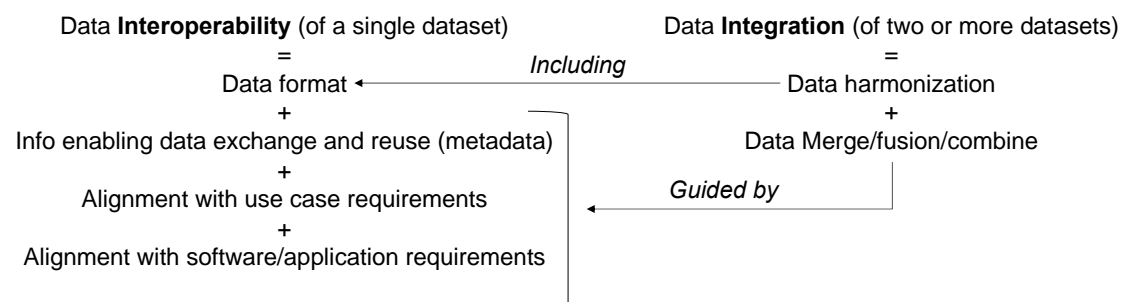 Data Interoperability (of a single dataset)
=
Data format
+
Info enabling data exchange and reuse (metadata)
+
Alignment with use case requirements
+
Alignment with software/application requirements
Including
Guided by
Data Integration (of two or more datasets)
=
Data harmonization
+
Data Merge/fusion/combine